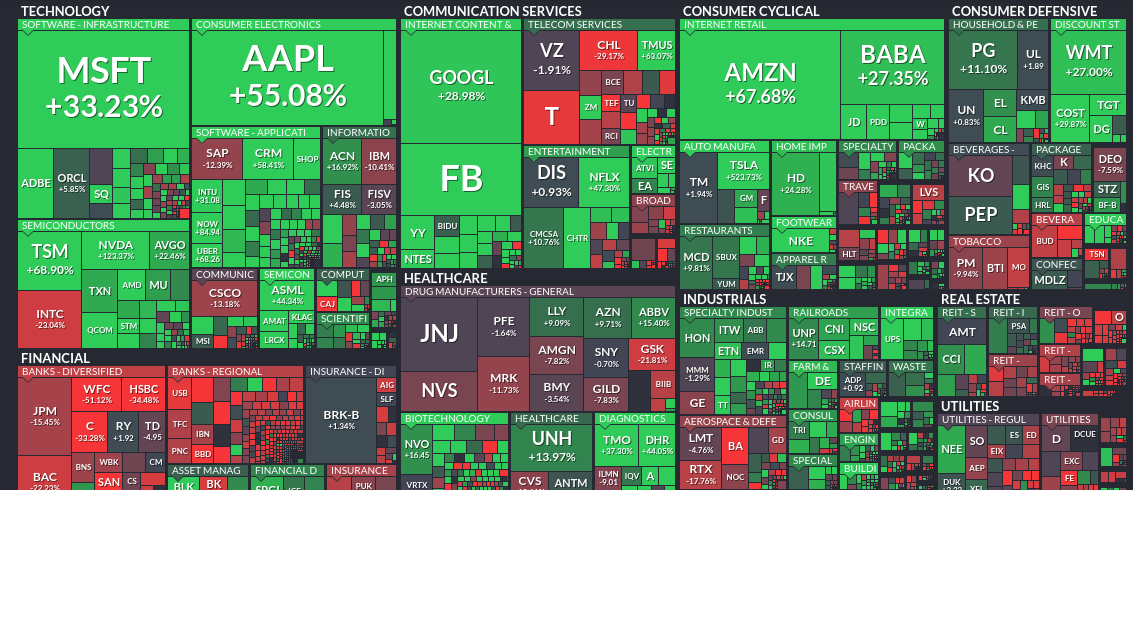 TECHNOLOGY
SOFTWARE - INFRASTRUCTURE
MSFT
+33.23%
ADBE
ORCL
+5.85%
SQ
CONSUMER ELECTRONICS
AAPL
+55.08%
SOFTWARE - APPLICATI
SAP
-12.39%
CRM
+58.41%
SHOP
INTU
+31.08
NOW
+84.94
UBER
+68.26
INFORMATIO
ACN
+16.92%
IBM
-10.41%
FIS
+4.48%
FISV
-3.05%
SEMICONDUCTORS
TSM
+68.90%
NVDA
+123.37%
AVGO
+22.46%
INTC
-23.04%
TXN
AMD
MU
QCOM
STM
COMMUNIC
CSCO
-13.18%
MSI
SEMICON
ASML
+44.34%
AMAT
KLAC
LRCX
COMPUT
CAJ
SCIENTIFI
APH
FINANCIAL
BANKS - DIVERSIFIED
JPM
-15.45%
WFC
-51.12%
HSBC
-34.48%
C
-33.28%
RY
+1.92
TD
-4.95
BAC
-22.23%
BNS
WBK
CM
SAN
CS
BANKS - REGIONAL
USB
TFC
PNC
IBN
BBD
INSURANCE - DI
BRK-B
+1.34%
AIG
SLF
ASSET MANAG
BLK
BK
FINANCIAL D
SPGI
ICE
INSURANCE
PUK
COMMUNICATION SERVICES
INTERNET CONTENT &
GOOGL
+28.98%
FB
YY
BIDU
NTES
TELECOM SERVICES
VZ
-1.91%
CHL
-29.17%
TMUS
+63.07%
T
BCE
ZM
TEF
TU
RCI
ENTERTAINMENT
DIS
+0.93%
NFLX
+47.30%
CMCSA
+10.76%
CHTR
ELECTR
ATVI
SE
EA
BROAD
HEALTHCARE
DRUG MANUFACTURERS - GENERAL
JNJ
PFE
-1.64%
LLY
+9.09%
AZN
+9.71%
ABBV
+15.40%
NVS
MRK
-11.73%
AMGN
-7.82%
SNY
-0.70%
GSK
-21.81%
BMY
-3.54%
GILD
-7.83%
BIIB
BIOTECHNOLOGY
NVO
+16.45
VRTX
HEALTHCARE
UNH
+13.97%
CVS
ANTM
DIAGNOSTICS
TMO
+37.30%
DHR
+44.05%
ILMN
-9.01
IQV
A
CONSUMER CYCLICAL
INTERNET RETAIL
AMZN
+67.68%
BABA
+27.35%
JD
PDD
W
AUTO MANUFA
TM
+1.94%
TSLA
+523.73%
GM
F
HOME IMP
HD
+24.28%
SPECIALTY
PACKA
TRAVE
LVS
HLT
RESTAURANTS
MCD
+9.81%
SBUX
YUM
FOOTWEAR
NKE
APPAREL R
TJX
INDUSTRIALS
SPECIALTY INDUST
HON
ITW
ABB
ETN
EMR
MMM
-1.29%
IR
GE
TT
RAILROADS
UNP
+14.71
CNI
NSC
CSX
INTEGRA
UPS
FARM &
DE
STAFFIN
ADP
+0.92
WASTE
AIRLIN
CONSUL
TRI
ENGIN
SPECIAL
BUILDI
AEROSPACE & DEFE
LMT
-4.76%
BA
GD
RTX
-17.76%
NOC
CONSUMER DEFENSIVE
HOUSEHOLD & PE
PG
+11.10%
UL
+1.89
UN
+0.83%
EL
KMB
CL
DISCOUNT ST
WMT
+27.00%
COST
+29.87%
TGT
DG
BEVERAGES -
KO
PEP
PACKAGE
KHC
K
GIS
HRL
DEO
-7.59%
STZ
BF-B
BEVERA
BUD
EDUCA
TSN
TOBACCO
PM
-9.94%
BTI
MO
CONFEC
MDLZ
REAL ESTATE
REIT - S
AMT
CCI
REIT - I
PSA
REIT - O
O
REIT -
REIT -
REIT -
UTILITIES
UTILITIES - REGUL
NEE
SO
ES
ED
EIX
AEP
DUK
XEL
UTILITIES
D
DCUE
EXC
FE